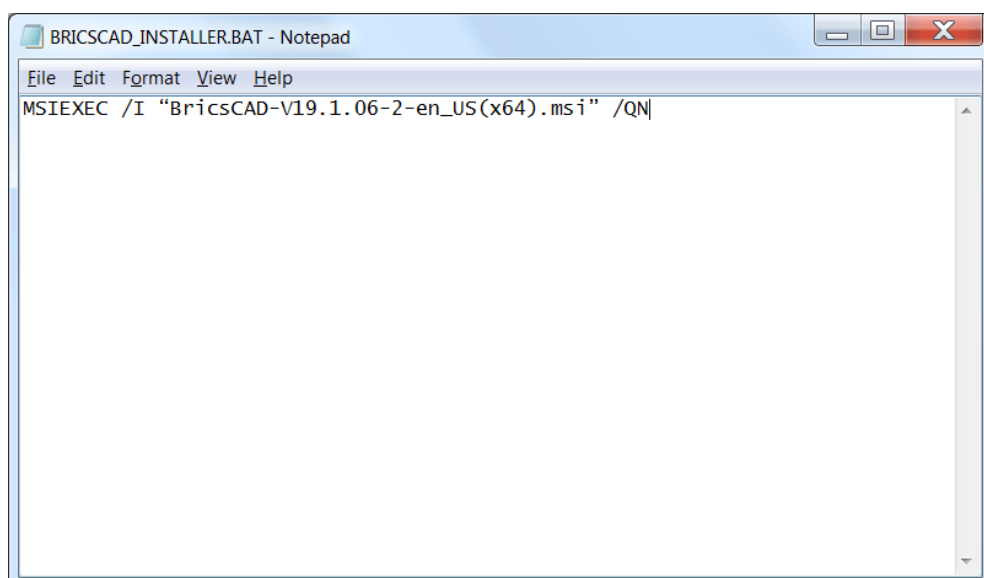 BRICSCAD_INSTALLER.BAT - Notepad
File Edit Format View Help
MSIEXEC /I “BricsCAD-V19.1.06-2-en_US(x64).msi” /QN